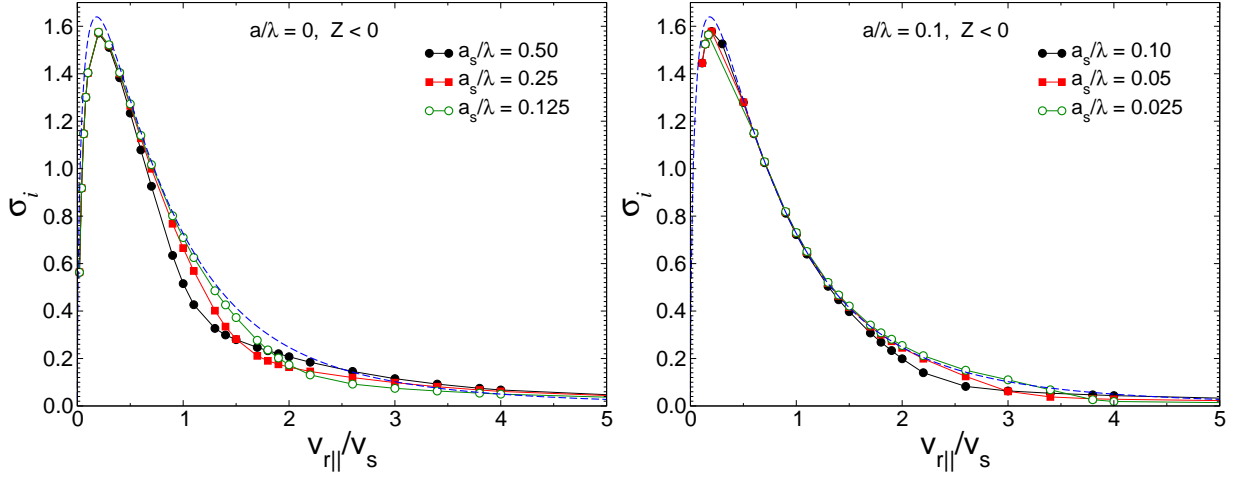 a/λ = 0, Z < 0
a_s/λ = 0.50
a_s/λ = 0.25
a_s/λ = 0.125
σ_i
1.6
1.4
1.2
1.0
0.8
0.6
0.4
0.2
0.0
0 1 2 3 4 5
v_r||/v_s
a/λ = 0.1, Z < 0
a_s/λ = 0.10
a_s/λ = 0.05
a_s/λ = 0.025
σ_i
1.6
1.4
1.2
1.0
0.8
0.6
0.4
0.2
0.0
0 1 2 3 4 5
v_r||/v_s